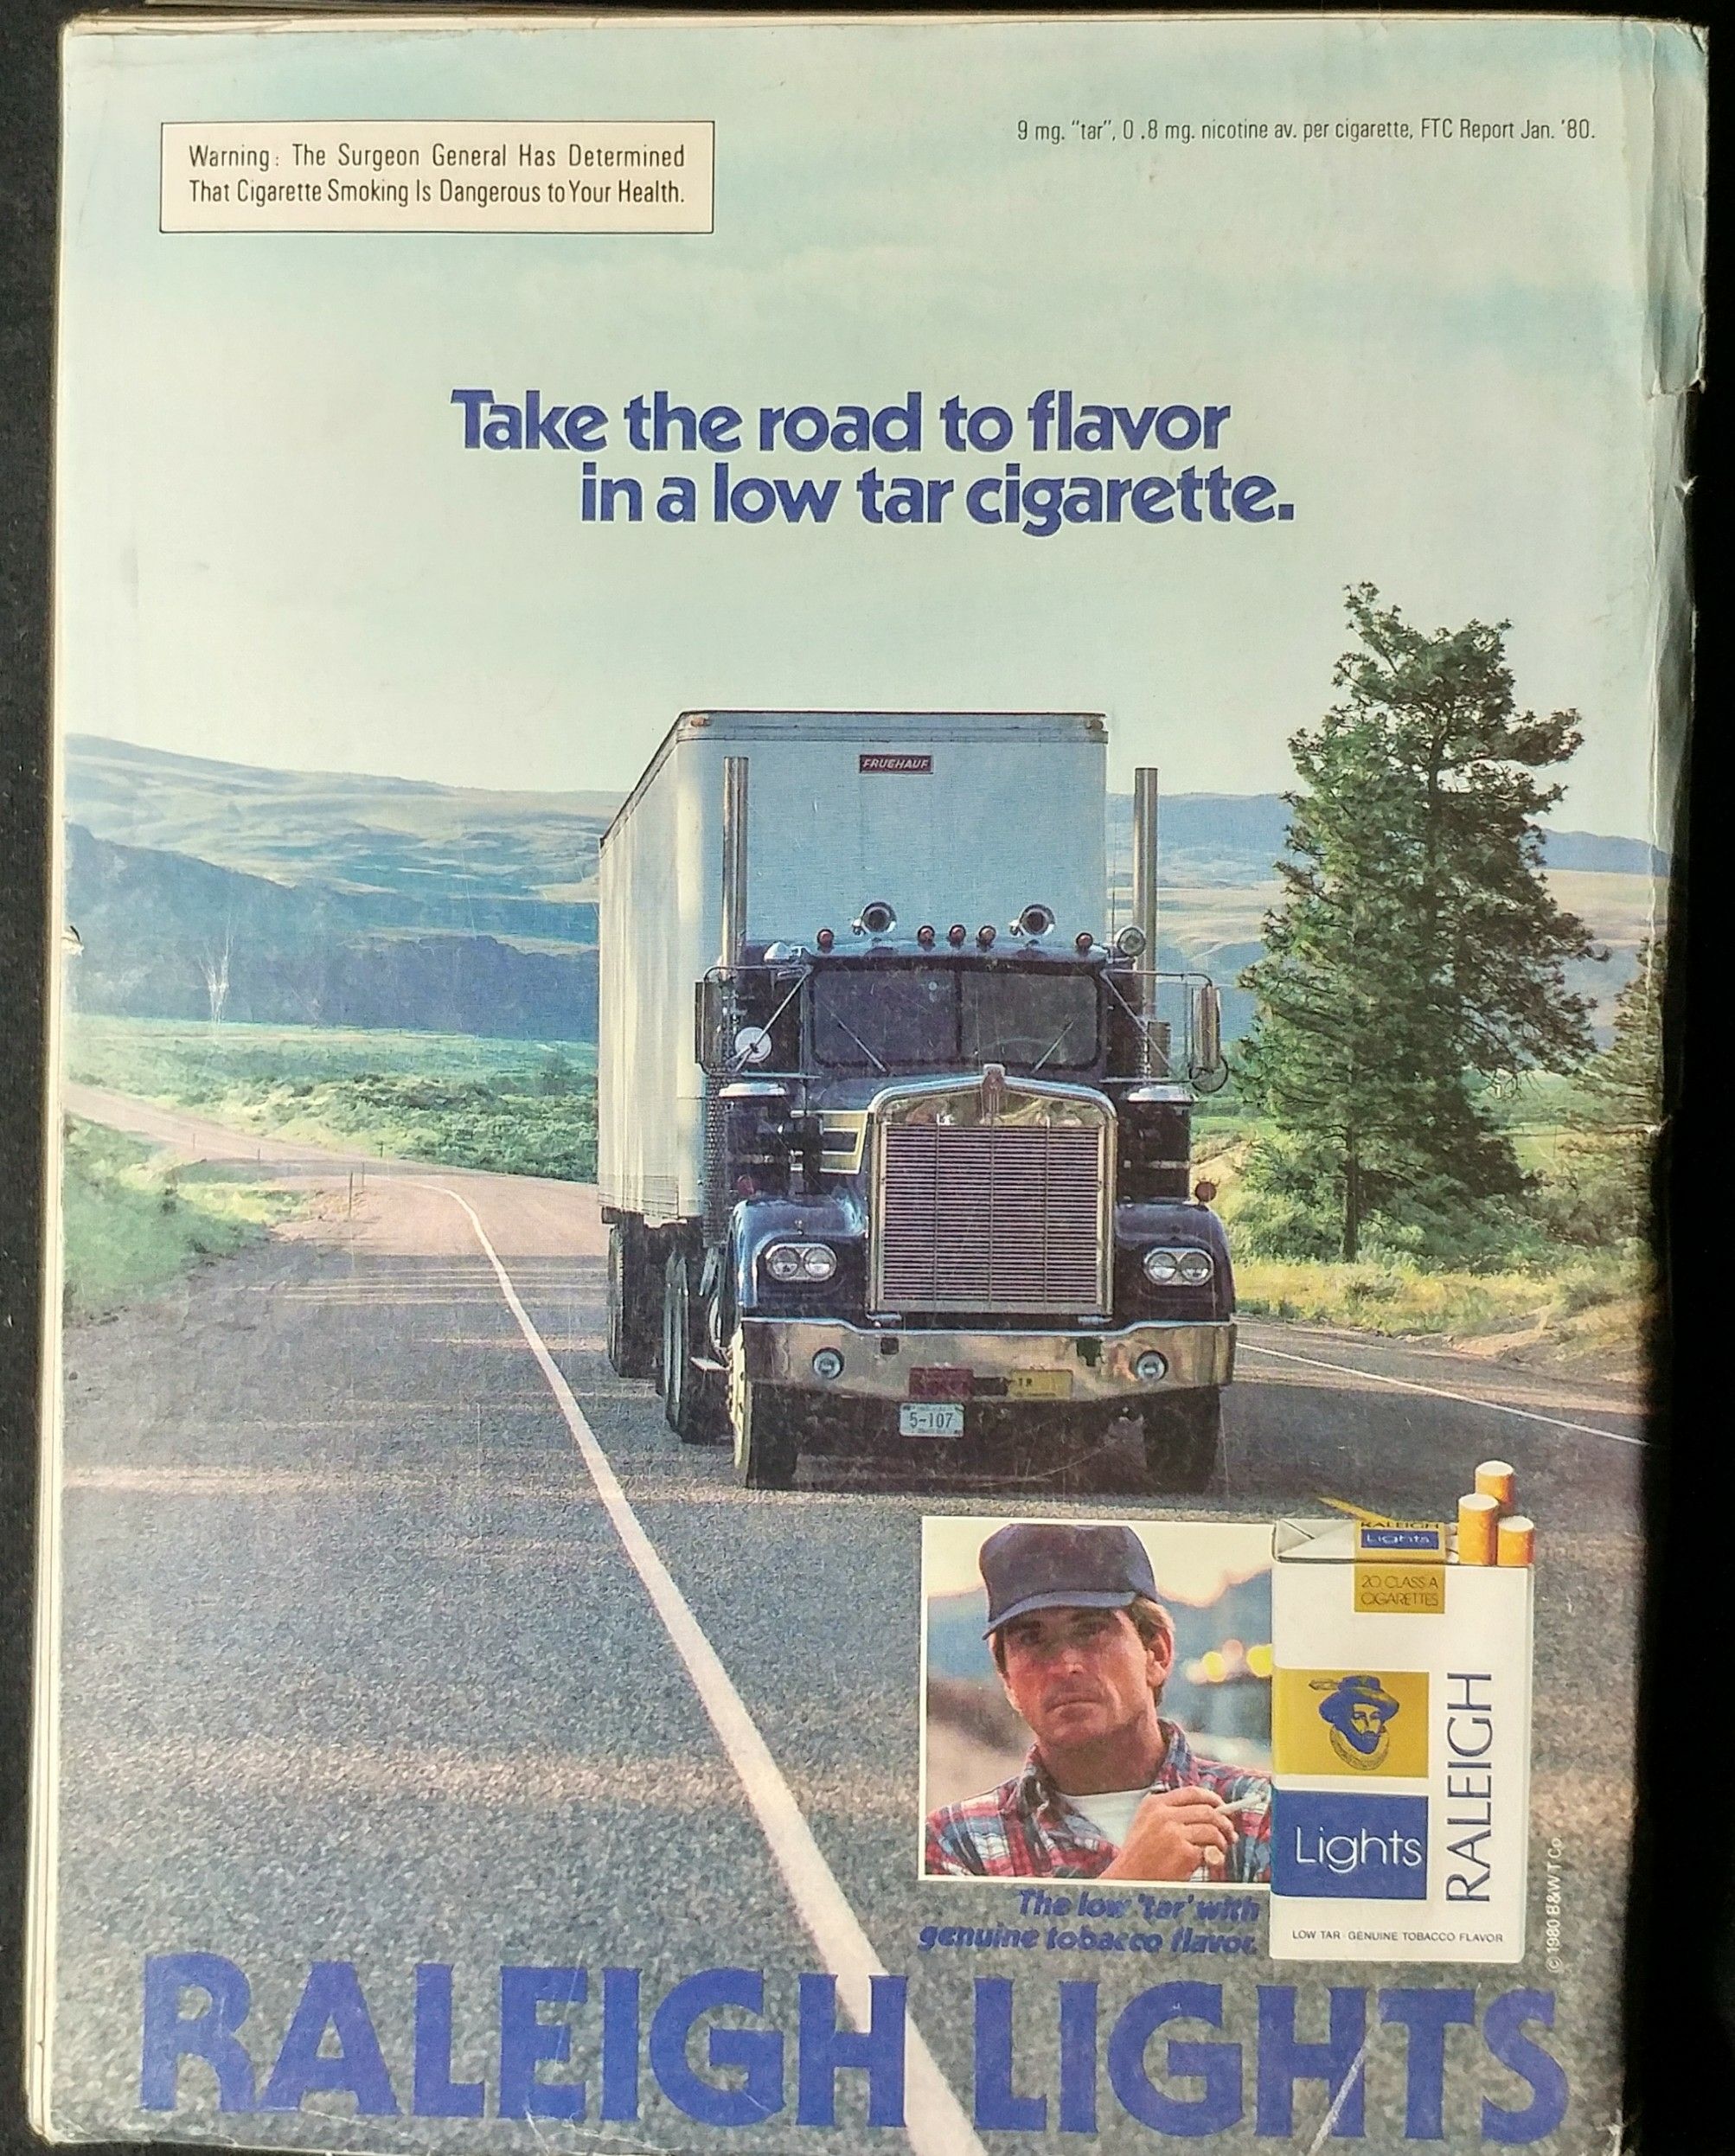 Warning: The Surgeon General Has Determined
That Cigarette Smoking Is Dangerous to Your Health.
9 mg. "tar", 0 .8 mg. nicotine av. per cigarette, FTC Report Jan. '80.
Take the road to flavor
in a low tar cigarette.
FRUEHAUF
5-107
RALEIGH
Lights
20 CLASS A
CIGARETTES
RALEIGH
Lights
LOW TAR · GENUINE TOBACCO FLAVOR
The low 'tar' with
genuine tobacco flavor.
© 1980 B&W T Co.
RALEIGH LIGHTS